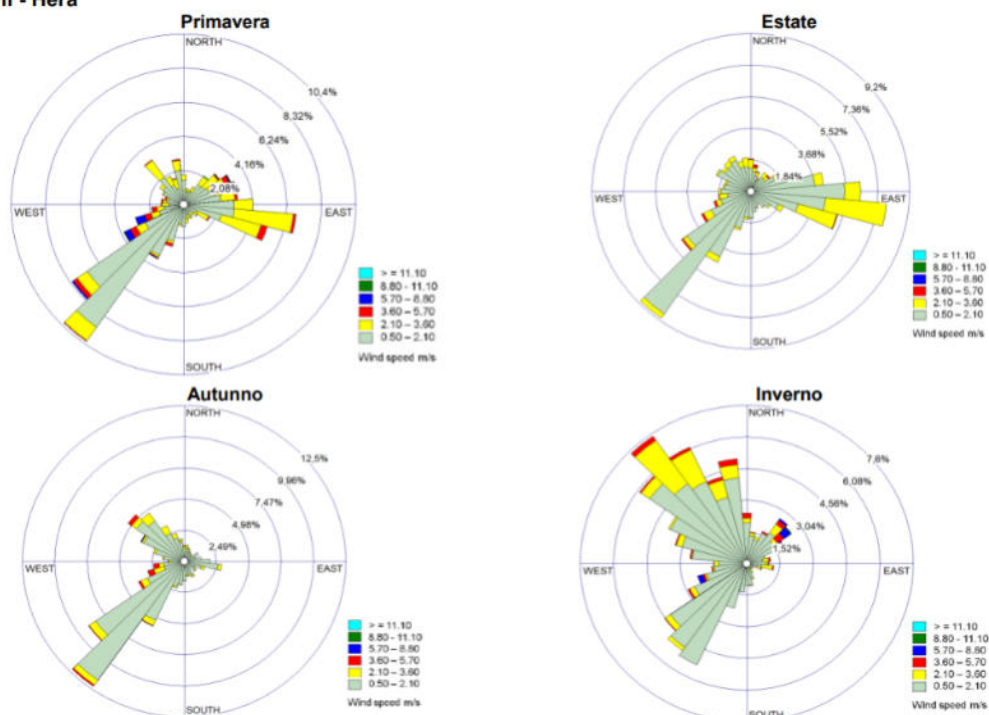 - Hera
Primavera
NORTH
10,4%
8,32%
6,24%
4,16%
2,08%
WEST
EAST
SOUTH
> = 11.10
8.80 - 11.10
5.70 – 8.80
3.60 – 5.70
2.10 – 3.60
0.50 – 2.10
Wind speed m/s
Estate
NORTH
9,2%
7,36%
5,52%
3,68%
1,84%
WEST
EAST
SOUTH
> = 11.10
8.80 - 11.10
5.70 – 8.80
3.60 – 5.70
2.10 – 3.60
0.50 – 2.10
Wind speed m/s
Autunno
NORTH
12,5%
9,96%
7,47%
4,98%
2,49%
WEST
EAST
SOUTH
> = 11.10
8.80 - 11.10
5.70 – 8.80
3.60 – 5.70
2.10 – 3.60
0.50 – 2.10
Wind speed m/s
Inverno
NORTH
7,6%
6,08%
4,56%
3,04%
1,52%
WEST
EAST
SOUTH
> = 11.10
8.80 - 11.10
5.70 – 8.80
3.60 – 5.70
2.10 – 3.60
0.50 – 2.10
Wind speed m/s